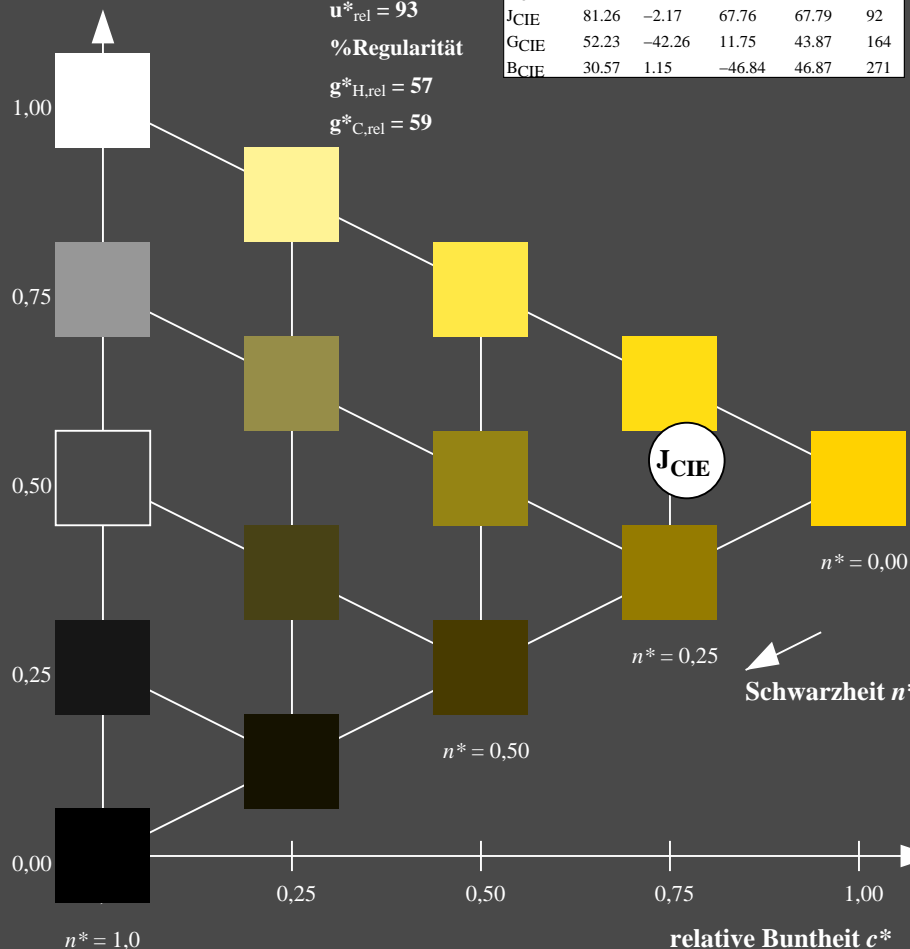 u*rel = 93
%Regularität
g*H,rel = 57
g*C,rel = 59
JCIE 81.26 −2.17 67.76 67.79 92
GCIE 52.23 −42.26 11.75 43.87 164
BCIE 30.57 1.15 −46.84 46.87 271
1,00
0,75
0,50
0,25
0,00
JCIE
n* = 0,00
n* = 0,25
Schwarzheit n*
n* = 0,50
0,25 0,50 0,75 1,00
n* = 1,0
relative Buntheit c*